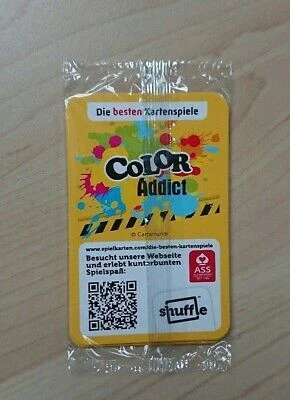 Die besten Kartenspiele
COLOR
Addict
© Cartamundi
www.spielkarten.com/die-besten-kartenspiele
Besucht unsere Webseite
und erlebt kunterbunten
Spielspaß:
ASS
shuffle